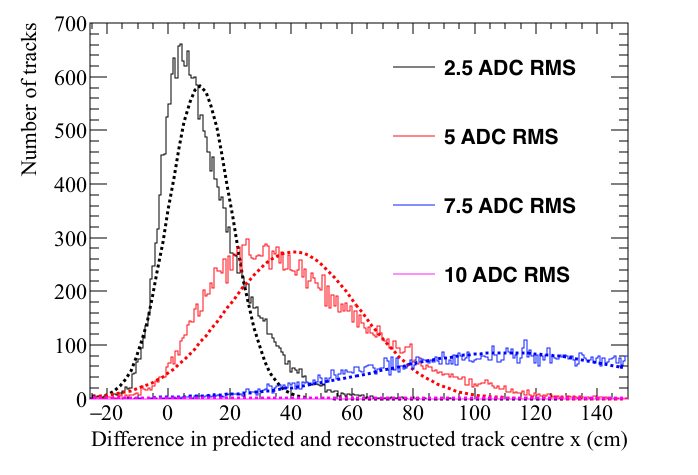 Number of tracks
700
600
500
400
300
200
100
0
2.5 ADC RMS
5 ADC RMS
7.5 ADC RMS
10 ADC RMS
−20 0 20 40 60 80 100 120 140
Difference in predicted and reconstructed track centre x (cm)